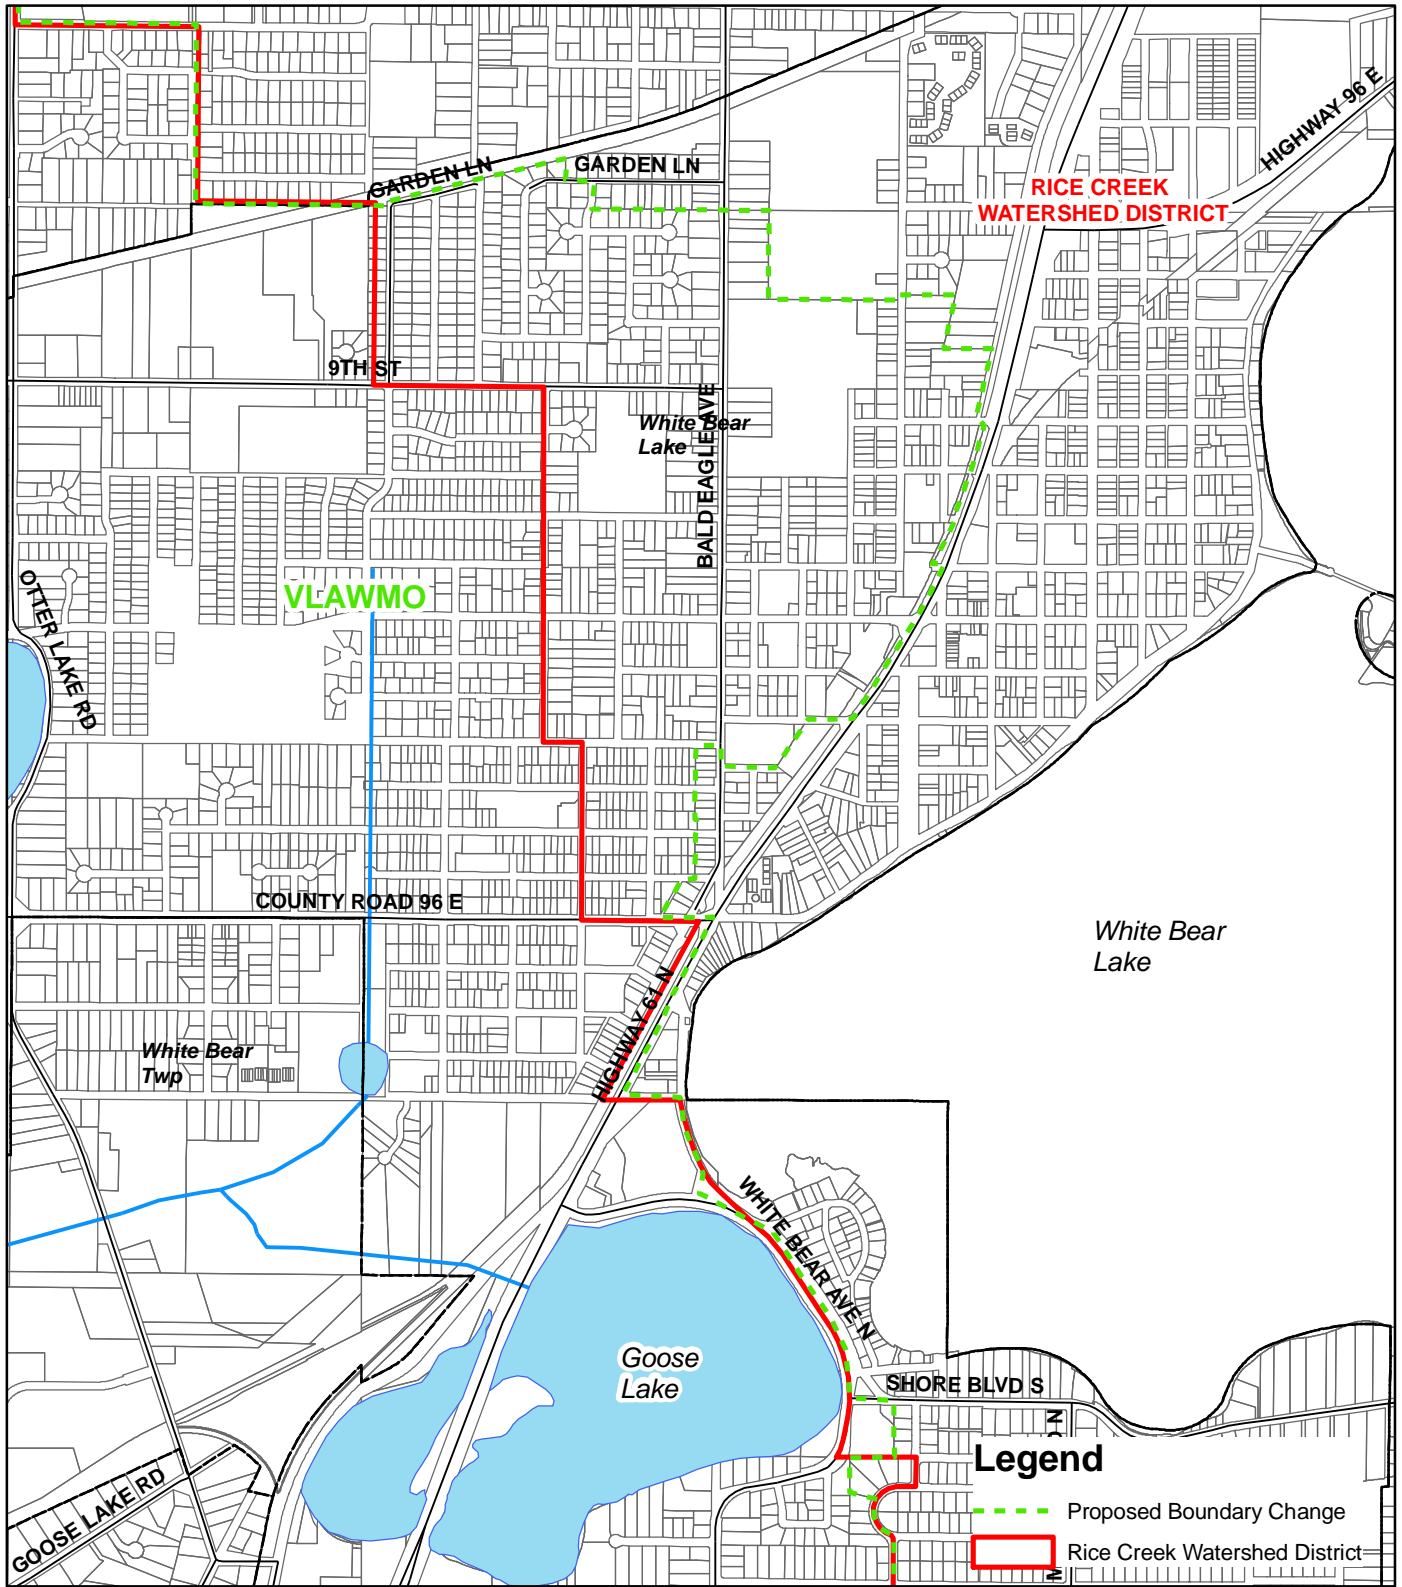 HIGHWAY 96 E
GARDEN LN
GARDEN LN
RICE CREEK
WATERSHED DISTRICT
9TH ST
White Bear
Lake
BALD EAGLE AVE
VLAWMO
OTTER LAKE RD
COUNTY ROAD 96 E
White Bear
Lake
HIGHWAY 61 N
White Bear
Twp
WHITE BEAR AVE N
Goose
Lake
SHORE BLVD S
GOOSE LAKE RD
Legend
Proposed Boundary Change
Rice Creek Watershed District